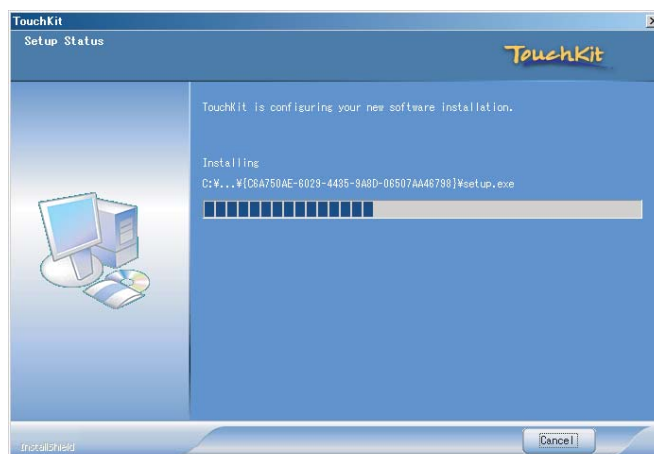 TouchKit
Setup Status
TouchKit
TouchKit is configuring your new software installation.
Installing
C:¥...¥{C6A750AE-6029-4435-9A8D-06507AA46798}¥setup.exe
InstallShield
Cancel